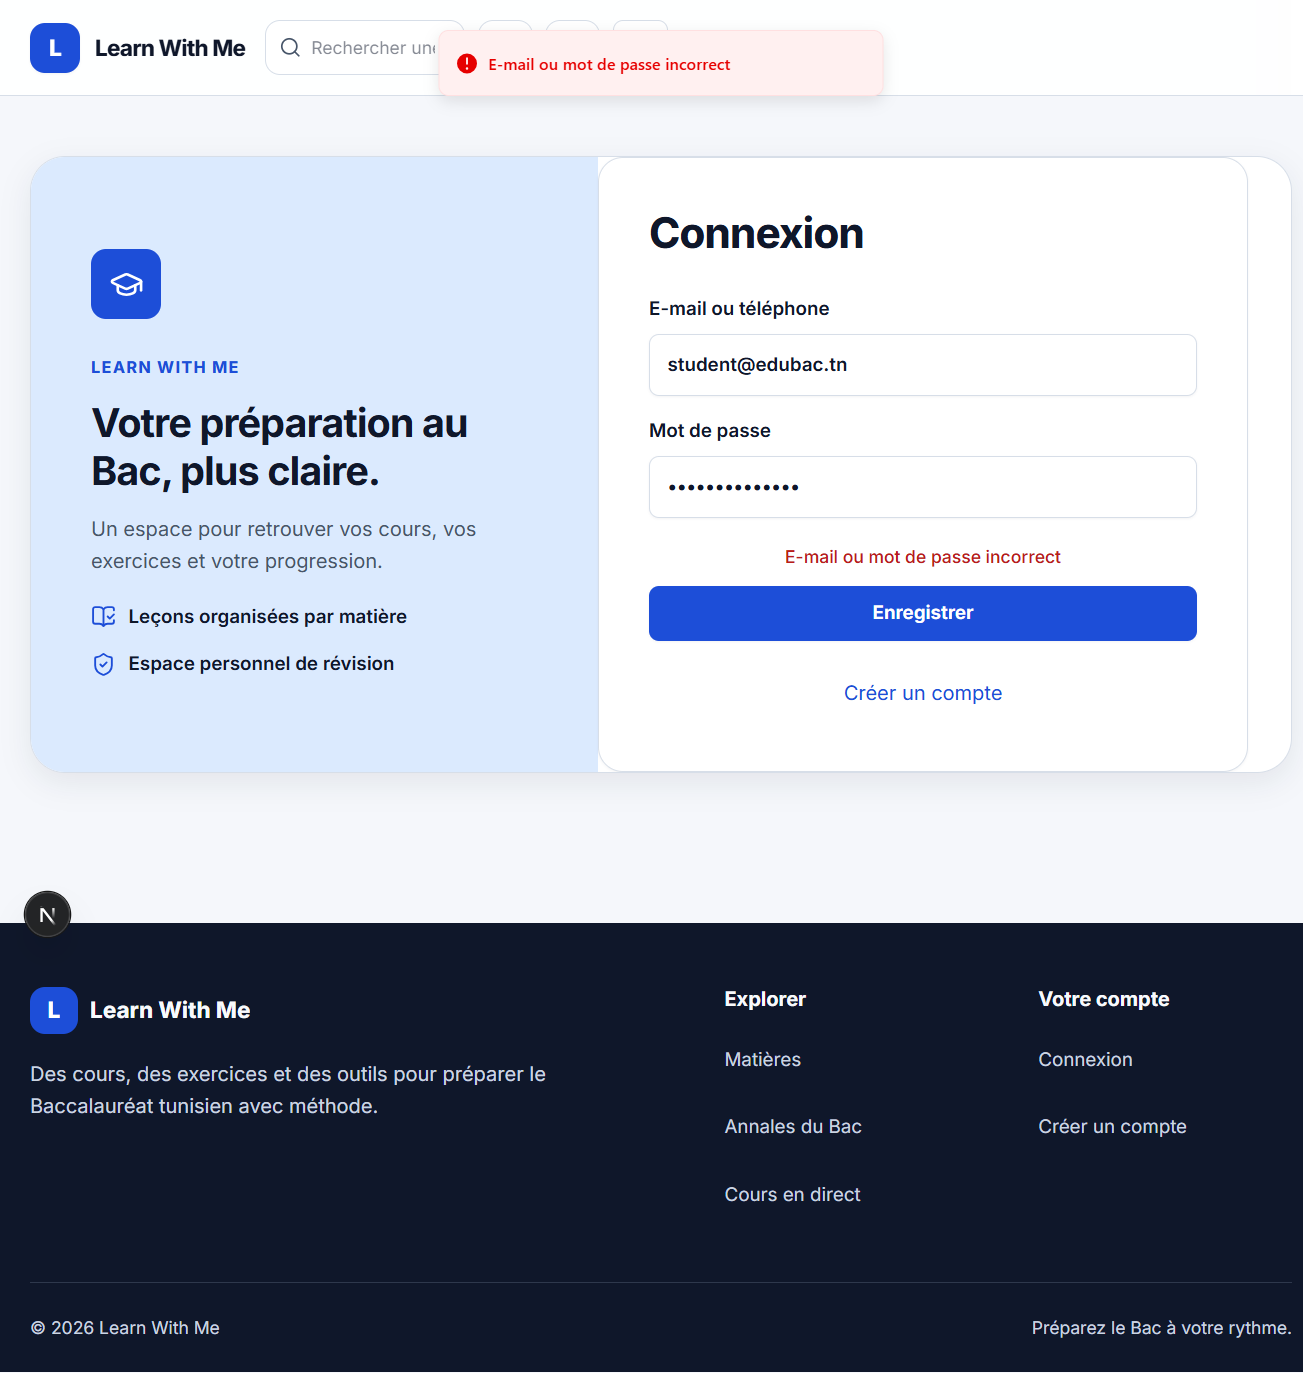 L
Learn With Me
Rechercher une
E-mail ou mot de passe incorrect
LEARN WITH ME
Votre préparation au
Bac, plus claire.
Un espace pour retrouver vos cours, vos
exercices et votre progression.
Leçons organisées par matière
Espace personnel de révision
Connexion
E-mail ou téléphone
student@edubac.tn
Mot de passe
••••••••••••••
E-mail ou mot de passe incorrect
Enregistrer
Créer un compte
N
L
Learn With Me
Des cours, des exercices et des outils pour préparer le
Baccalauréat tunisien avec méthode.
Explorer
Matières
Annales du Bac
Cours en direct
Votre compte
Connexion
Créer un compte
© 2026 Learn With Me
Préparez le Bac à votre rythme.